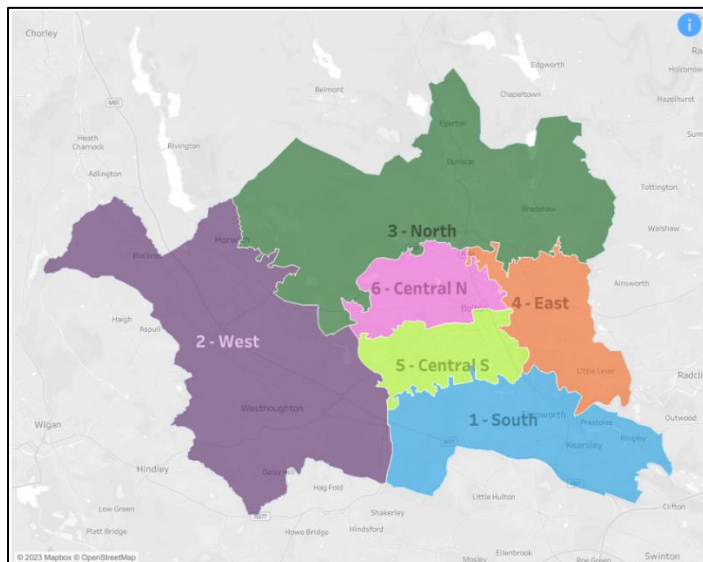 Chorley
i
Edgworth
Holcombe
Belmont
Chapeltown
Hazelhurst
M61
Egerton
Heath
Charnock
Rivington
Dunscar
Adlington
Tottington
Bradshaw
Walshaw
3 - North
Horwich
Blackrod
6 - Central N
Ainsworth
4 - East
Haigh
Aspull
2 - West
5 - Central S
Little Lever
Westhoughton
Outwood
1 - South
Prestolee
Ringley
Wigan
M61
Kearsley
Hindley
Daisy Hill
M61
Hag Fold
Little Hulton
Low Green
Shakerley
Clifton
A577
Platt Bridge
Howe Bridge
Hindsford
Ellenbrook
Swinton
Mosley
© 2023 Mapbox © OpenStreetMap